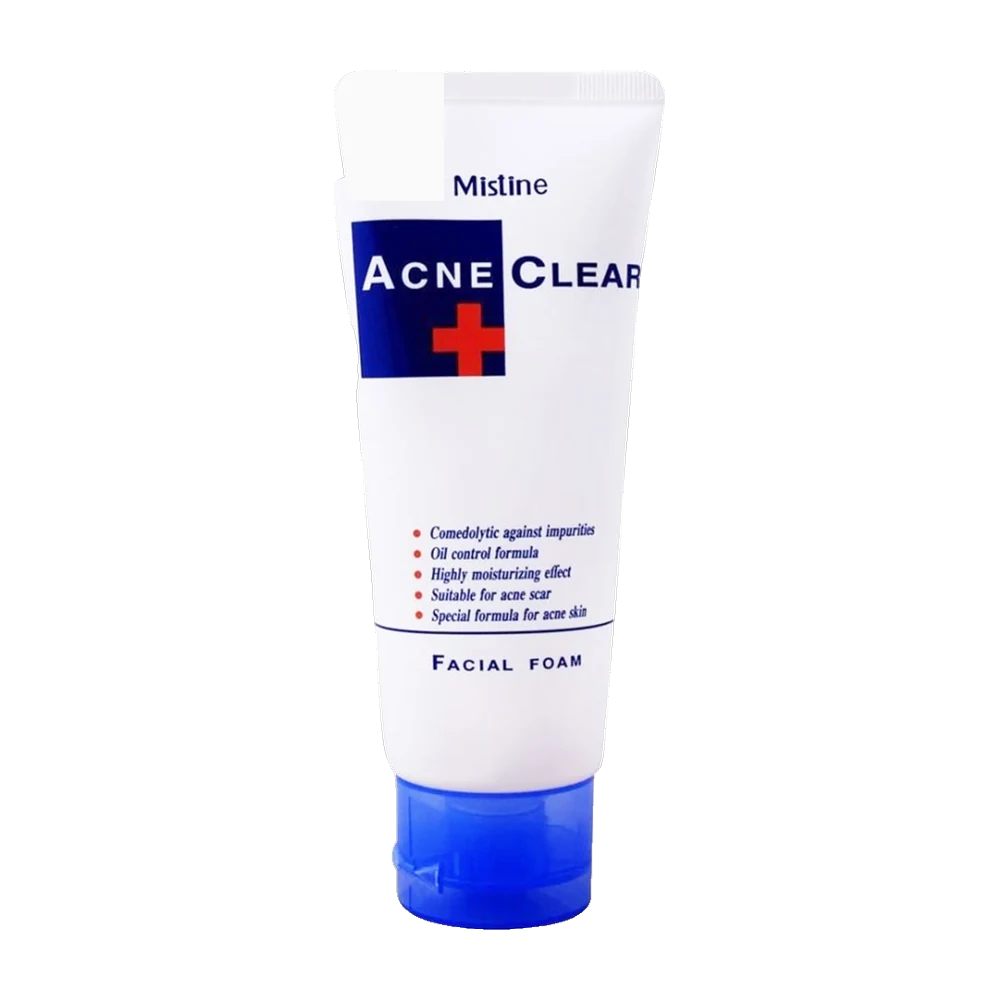 Mistine
ACNE CLEAR
Comedolytic against impurities
Oil control formula
Highly moisturizing effect
Suitable for acne scar
Special formula for acne skin
FACIAL FOAM